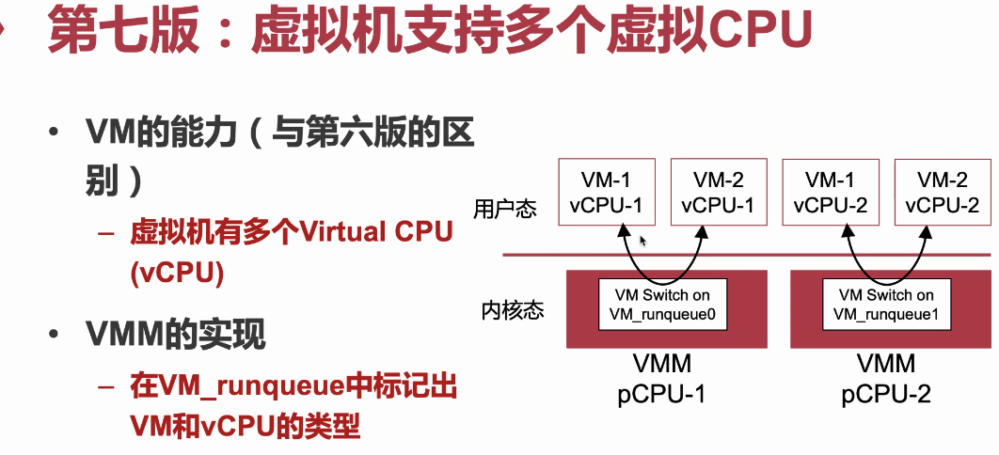 第七版：虚拟机支持多个虚拟CPU
• VM的能力（与第六版的区
别）
– 虚拟机有多个Virtual CPU
(vCPU)
• VMM的实现
– 在VM_runqueue中标记出
VM和vCPU的类型
用户态
VM-1
vCPU-1
VM-2
vCPU-1
VM-1
vCPU-2
VM-2
vCPU-2
内核态
VM Switch on
VM_runqueue0
VM Switch on
VM_runqueue1
VMM
pCPU-1
VMM
pCPU-2